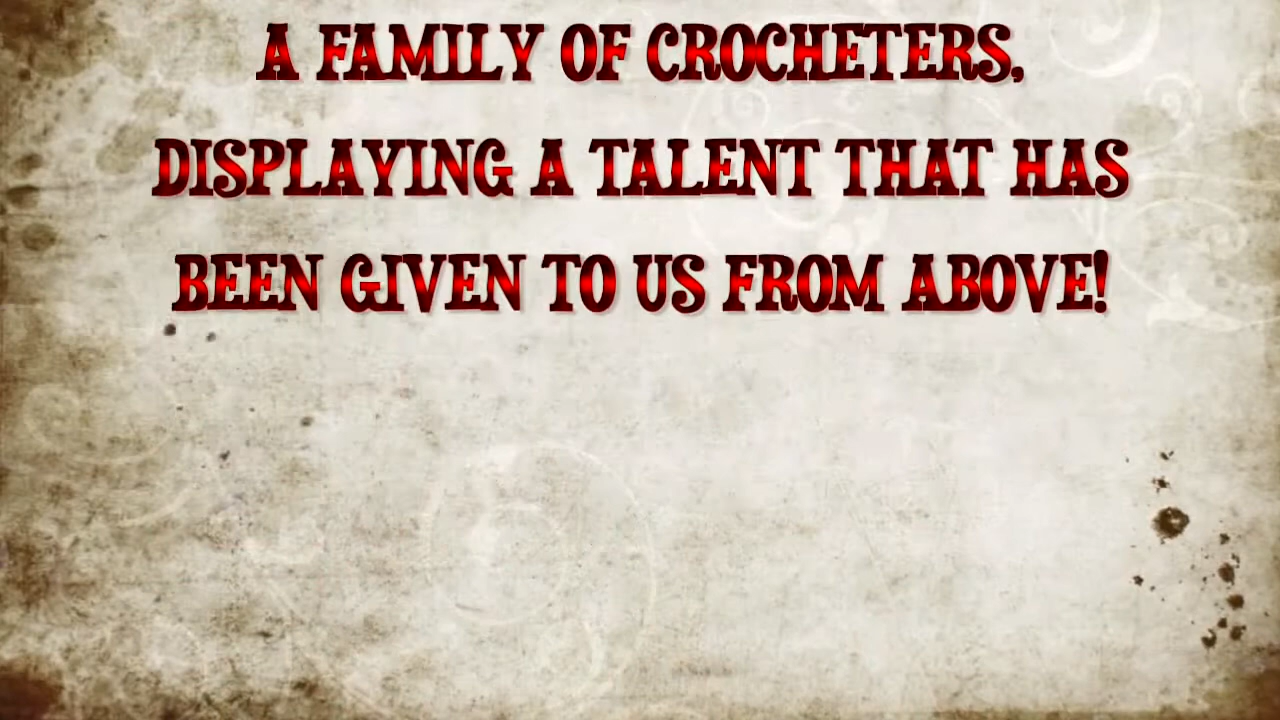 A FAMILY OF CROCHETERS,
DISPLAYING A TALENT THAT HAS
BEEN GIVEN TO US FROM ABOVE!